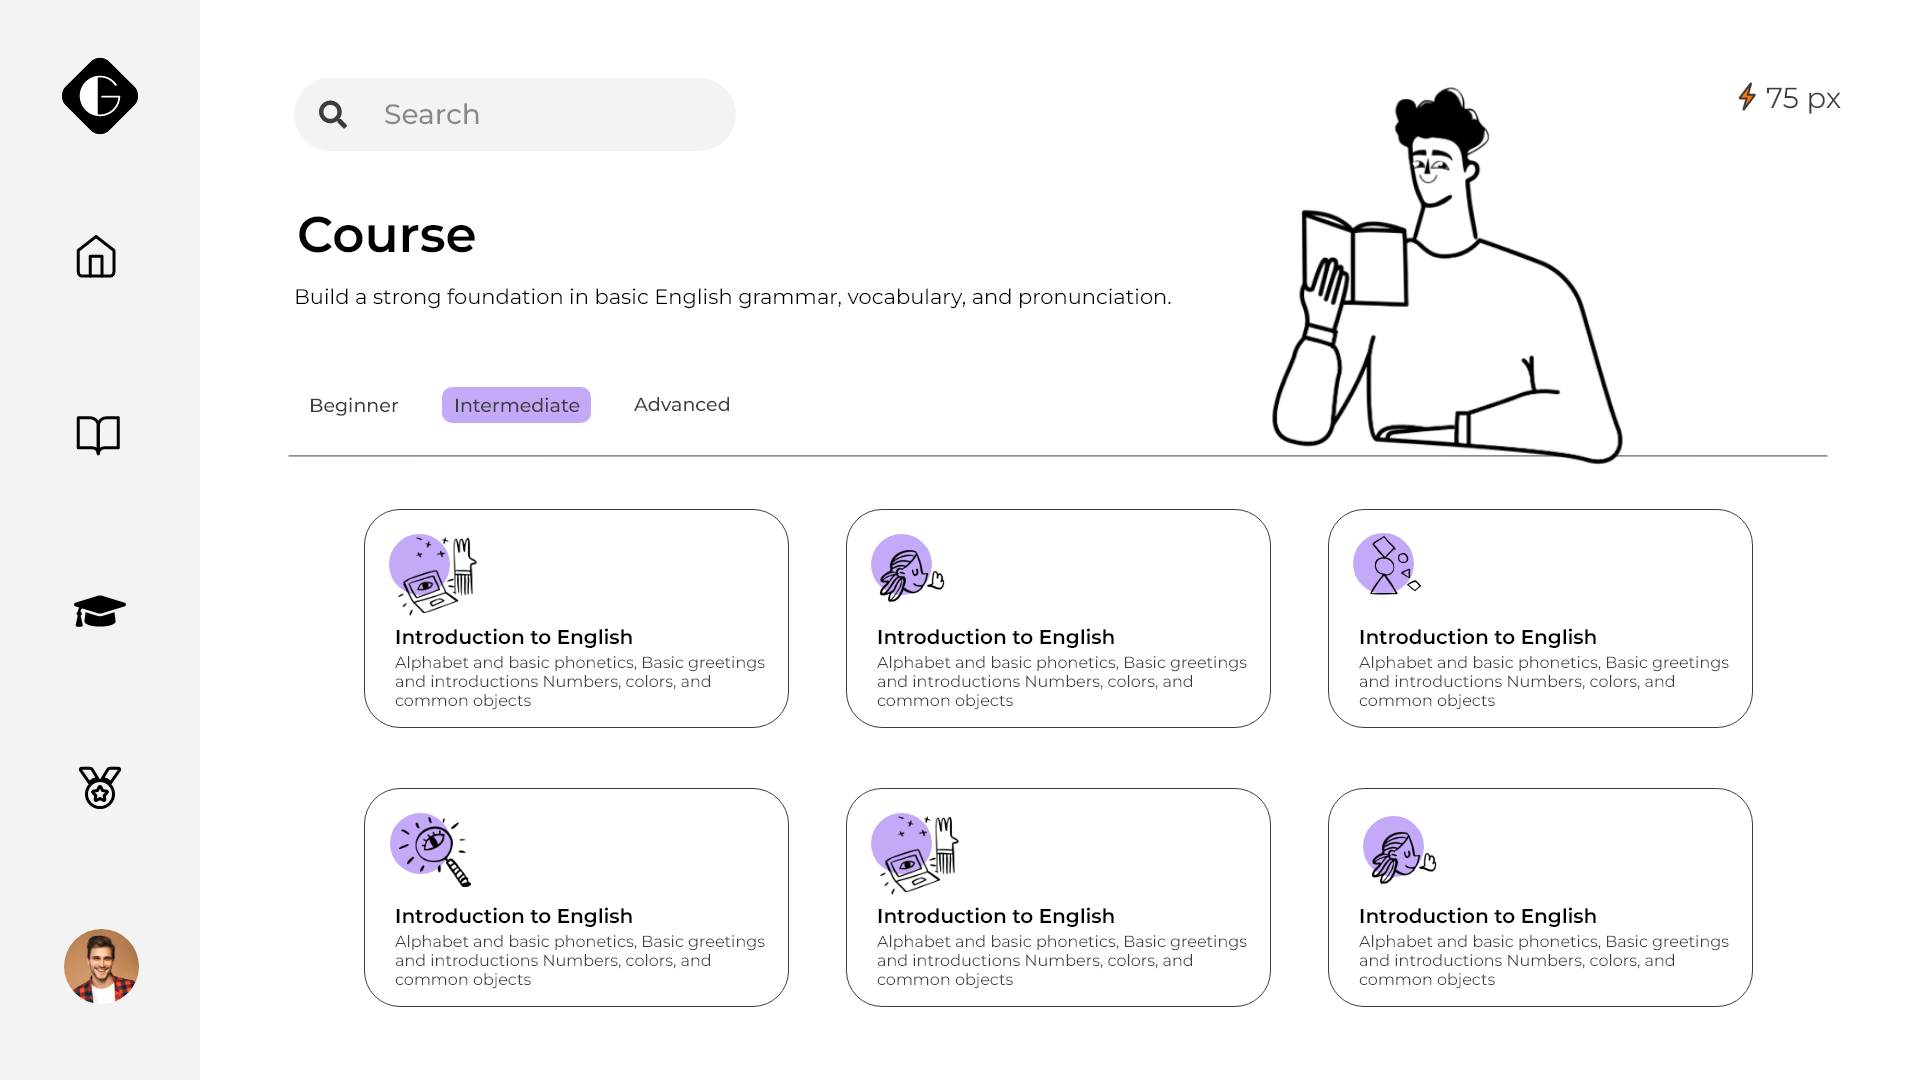 Search
75 px
Course
Build a strong foundation in basic English grammar, vocabulary, and pronunciation.
Beginner
Intermediate
Advanced
Introduction to English
Alphabet and basic phonetics, Basic greetings
and introductions Numbers, colors, and
common objects
Introduction to English
Alphabet and basic phonetics, Basic greetings
and introductions Numbers, colors, and
common objects
Introduction to English
Alphabet and basic phonetics, Basic greetings
and introductions Numbers, colors, and
common objects
Introduction to English
Alphabet and basic phonetics, Basic greetings
and introductions Numbers, colors, and
common objects
Introduction to English
Alphabet and basic phonetics, Basic greetings
and introductions Numbers, colors, and
common objects
Introduction to English
Alphabet and basic phonetics, Basic greetings
and introductions Numbers, colors, and
common objects